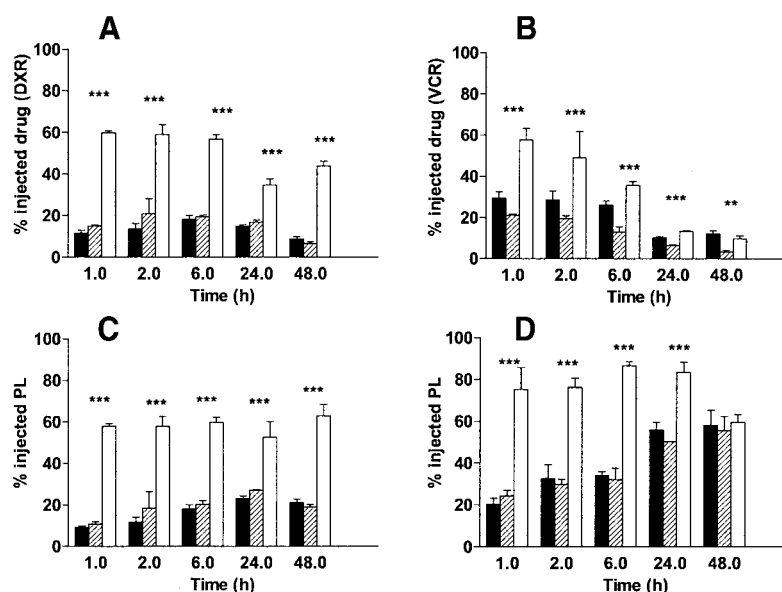 A
% injected drug (DXR)
100
80
60
40
20
0
*** *** *** *** ***
1.0 2.0 6.0 24.0 48.0
Time (h)
B
% injected drug (VCR)
100
80
60
40
20
0
*** *** *** *** **
1.0 2.0 6.0 24.0 48.0
Time (h)
C
% injected PL
100
80
60
40
20
0
*** *** *** *** ***
1.0 2.0 6.0 24.0 48.0
Time (h)
D
% injected PL
100
80
60
40
20
0
*** *** *** ***
1.0 2.0 6.0 24.0 48.0
Time (h)